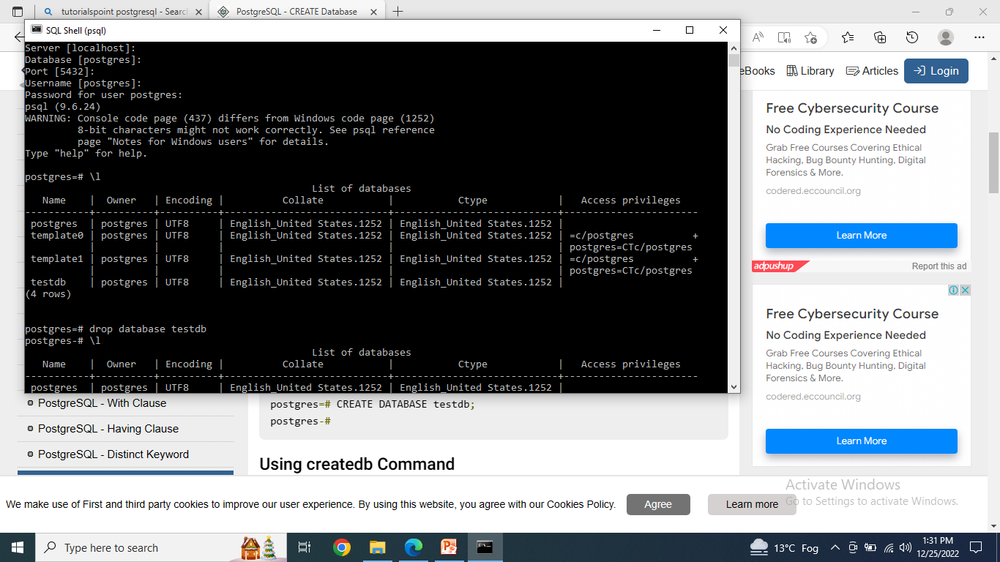 tutorialspoint postgresql - Searc
PostgreSQL - CREATE Database
SQL Shell (psql)
Server [localhost]:
Database [postgres]:
Port [5432]:
Username [postgres]:
Password for user postgres:
psql (9.6.24)
WARNING: Console code page (437) differs from Windows code page (1252)
8-bit characters might not work correctly. See psql reference
page "Notes for Windows users" for details.
Type "help" for help.
postgres=# \l
List of databases
Name | Owner | Encoding | Collate | Ctype | Access privileges
-----------+----------+----------+----------------------------+----------------------------+-----------------------
postgres | postgres | UTF8 | English_United States.1252 | English_United States.1252 |
template0 | postgres | UTF8 | English_United States.1252 | English_United States.1252 | =c/postgres +
| | | | | postgres=CTc/postgres
template1 | postgres | UTF8 | English_United States.1252 | English_United States.1252 | =c/postgres +
| | | | | postgres=CTc/postgres
testdb | postgres | UTF8 | English_United States.1252 | English_United States.1252 |
(4 rows)
postgres=# drop database testdb
postgres-# \l
List of databases
Name | Owner | Encoding | Collate | Ctype | Access privileges
-----------+----------+----------+----------------------------+----------------------------+-----------------------
postgres | postgres | UTF8 | English_United States.1252 | English_United States.1252 |
eBooks Library Articles Login
Free Cybersecurity Course
No Coding Experience Needed
Grab Free Courses Covering Ethical
Hacking, Bug Bounty Hunting, Digital
Forensics & More.
codered.eccouncil.org
Learn More
adpushup Report this ad
Free Cybersecurity Course
No Coding Experience Needed
Grab Free Courses Covering Ethical
Hacking, Bug Bounty Hunting, Digital
Forensics & More.
codered.eccouncil.org
Learn More
PostgreSQL - With Clause
PostgreSQL - Having Clause
PostgreSQL - Distinct Keyword
postgres=# CREATE DATABASE testdb;
postgres-#
Using createdb Command
Activate Windows
Go to Settings to activate Windows.
We make use of First and third party cookies to improve our user experience. By using this website, you agree with our Cookies Policy.
Agree
Learn more
Type here to search
13°C Fog
1:31 PM
12/25/2022